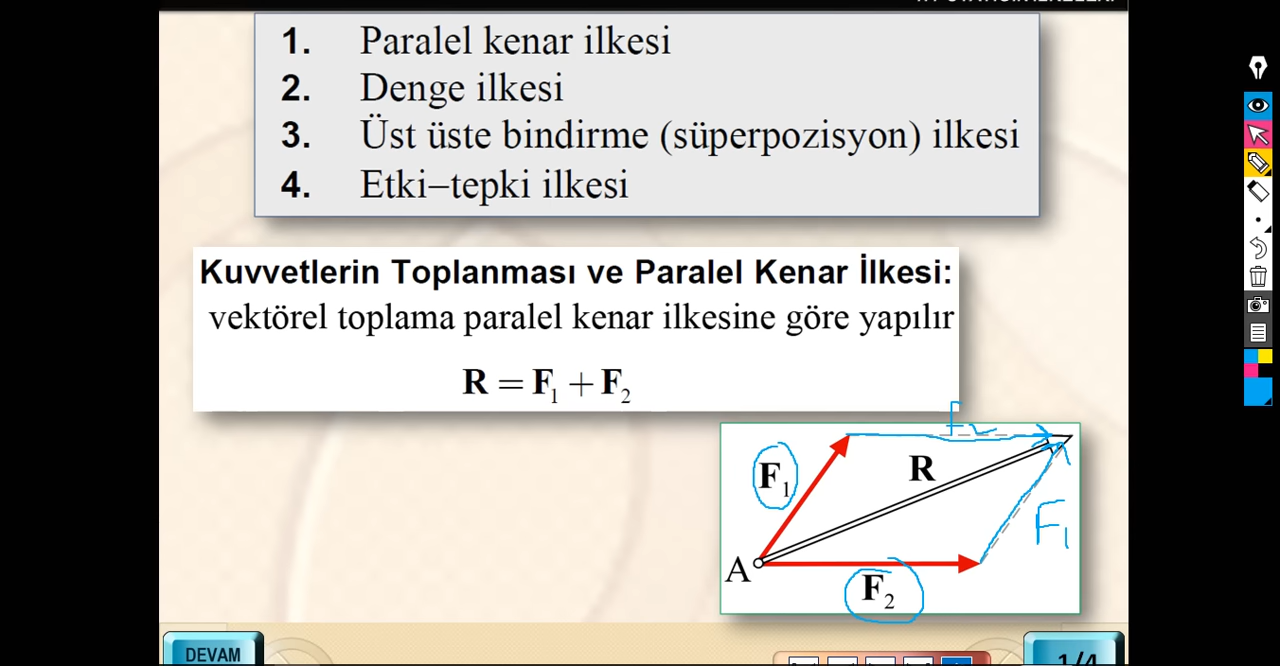 1. Paralel kenar ilkesi
2. Denge ilkesi
3. Üst üste bindirme (süperpozisyon) ilkesi
4. Etki–tepki ilkesi
Kuvvetlerin Toplanması ve Paralel Kenar İlkesi:
vektörel toplama paralel kenar ilkesine göre yapılır
R = F₁ + F₂
F₂
F₁
R
F₁
A
F₂
DEVAM
1/4